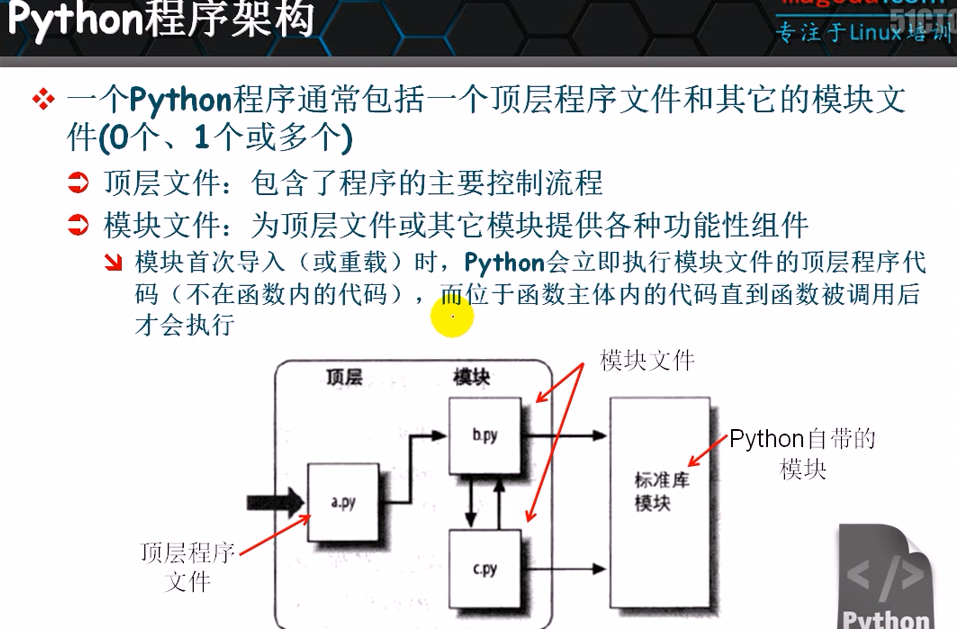 Python程序架构
magedu.com
51CTO
专注于Linux培训
一个Python程序通常包括一个顶层程序文件和其它的模块文
件(0个、1个或多个)
顶层文件：包含了程序的主要控制流程
模块文件：为顶层文件或其它模块提供各种功能性组件
模块首次导入（或重载）时，Python会立即执行模块文件的顶层程序代
码（不在函数内的代码），而位于函数主体内的代码直到函数被调用后
才会执行
顶层
模块
模块文件
b.py
Python自带的
模块
标准库
模块
a.py
顶层程序
文件
c.py
</>
Python